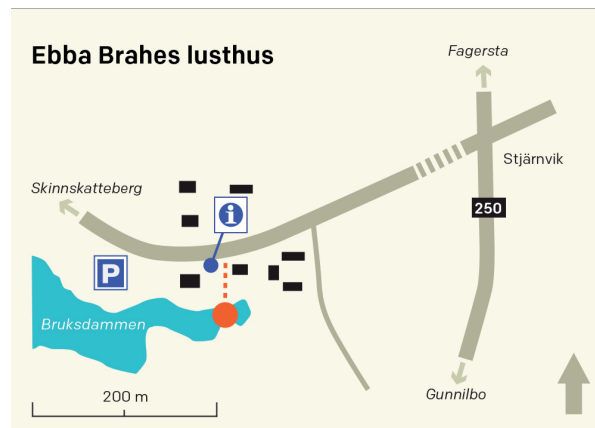 Ebba Brahes lusthus
Fagersta
Stjärnvik
Skinnskatteberg
i
250
P
Bruksdammen
200 m
Gunnilbo